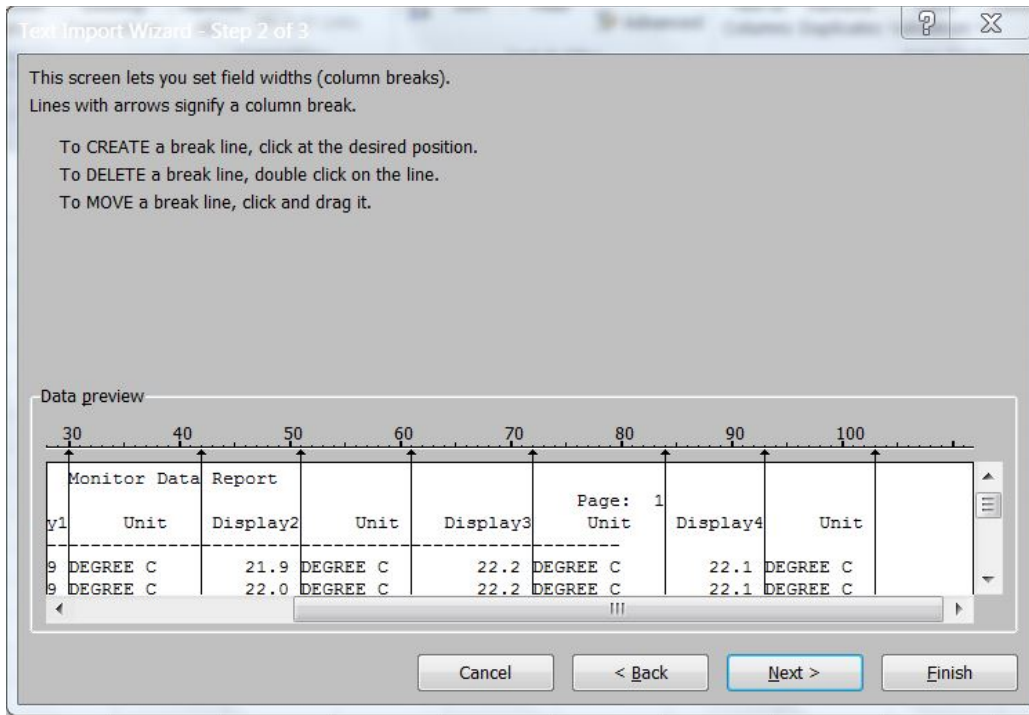 Text Import Wizard - Step 2 of 3
Advanced
This screen lets you set field widths (column breaks).
Lines with arrows signify a column break.
To CREATE a break line, click at the desired position.
To DELETE a break line, double click on the line.
To MOVE a break line, click and drag it.
Data preview
30 40 50 60 70 80 90 100
Monitor Data Report
Page: 1
y1 Unit Display2 Unit Display3 Unit Display4 Unit
----------------------------------------------------
9 DEGREE C 21.9 DEGREE C 22.2 DEGREE C 22.1 DEGREE C
9 DEGREE C 22.0 DEGREE C 22.2 DEGREE C 22.1 DEGREE C
Cancel < Back Next > Finish